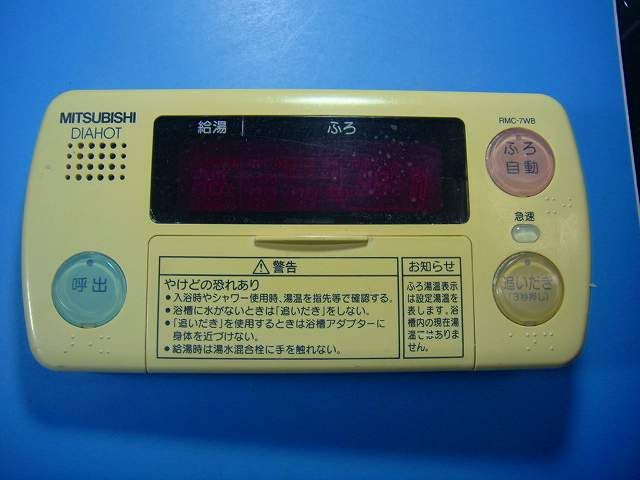 MITSUBISHI
DIAHOT
給湯 ふろ
RMC-7WB
ふろ
自動
急速
呼出
追いだき
(3秒押し)
⚠警告
やけどの恐れあり
●入浴時やシャワー使用時、湯温を指先等で確認する。
●浴槽に水がないときは「追いだき」をしない。
●「追いだき」を使用するときは浴槽アダプターに
身体を近づけない。
●給湯時は湯水混合栓に手を触れない。
お知らせ
ふろ湯温表示
は設定湯温を
表します。浴
槽内の現在湯
温ではありま
せん。